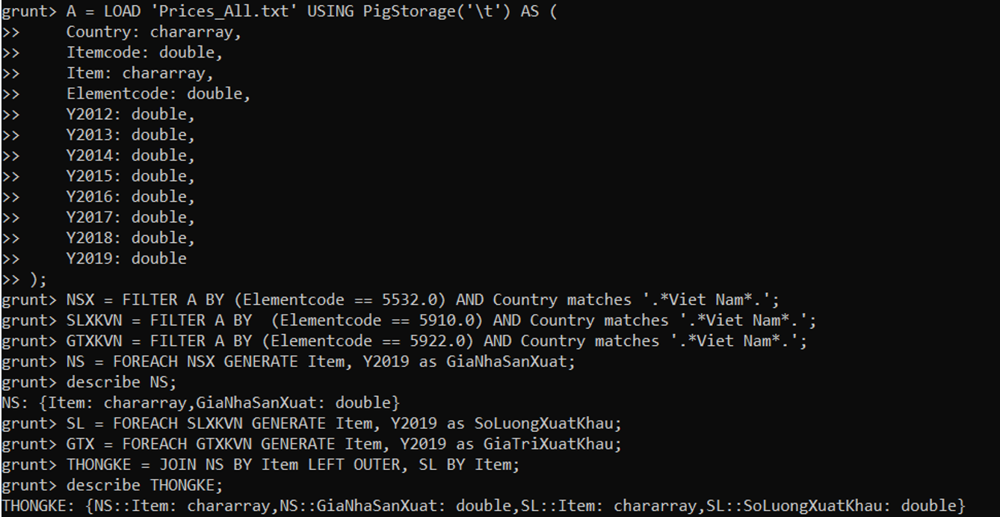 grunt> A = LOAD 'Prices_All.txt' USING PigStorage('\t') AS (
>>     Country: chararray,
>>     Itemcode: double,
>>     Item: chararray,
>>     Elementcode: double,
>>     Y2012: double,
>>     Y2013: double,
>>     Y2014: double,
>>     Y2015: double,
>>     Y2016: double,
>>     Y2017: double,
>>     Y2018: double,
>>     Y2019: double
>> );
grunt> NSX = FILTER A BY (Elementcode == 5532.0) AND Country matches '.*Viet Nam*.';
grunt> SLXKVN = FILTER A BY  (Elementcode == 5910.0) AND Country matches '.*Viet Nam*.';
grunt> GTXKVN = FILTER A BY (Elementcode == 5922.0) AND Country matches '.*Viet Nam*.';
grunt> NS = FOREACH NSX GENERATE Item, Y2019 as GiaNhaSanXuat;
grunt> describe NS;
NS: {Item: chararray,GiaNhaSanXuat: double}
grunt> SL = FOREACH SLXKVN GENERATE Item, Y2019 as SoLuongXuatKhau;
grunt> GTX = FOREACH GTXKVN GENERATE Item, Y2019 as GiaTriXuatKhau;
grunt> THONGKE = JOIN NS BY Item LEFT OUTER, SL BY Item;
grunt> describe THONGKE;
THONGKE: {NS::Item: chararray,NS::GiaNhaSanXuat: double,SL::Item: chararray,SL::SoLuongXuatKhau: double}